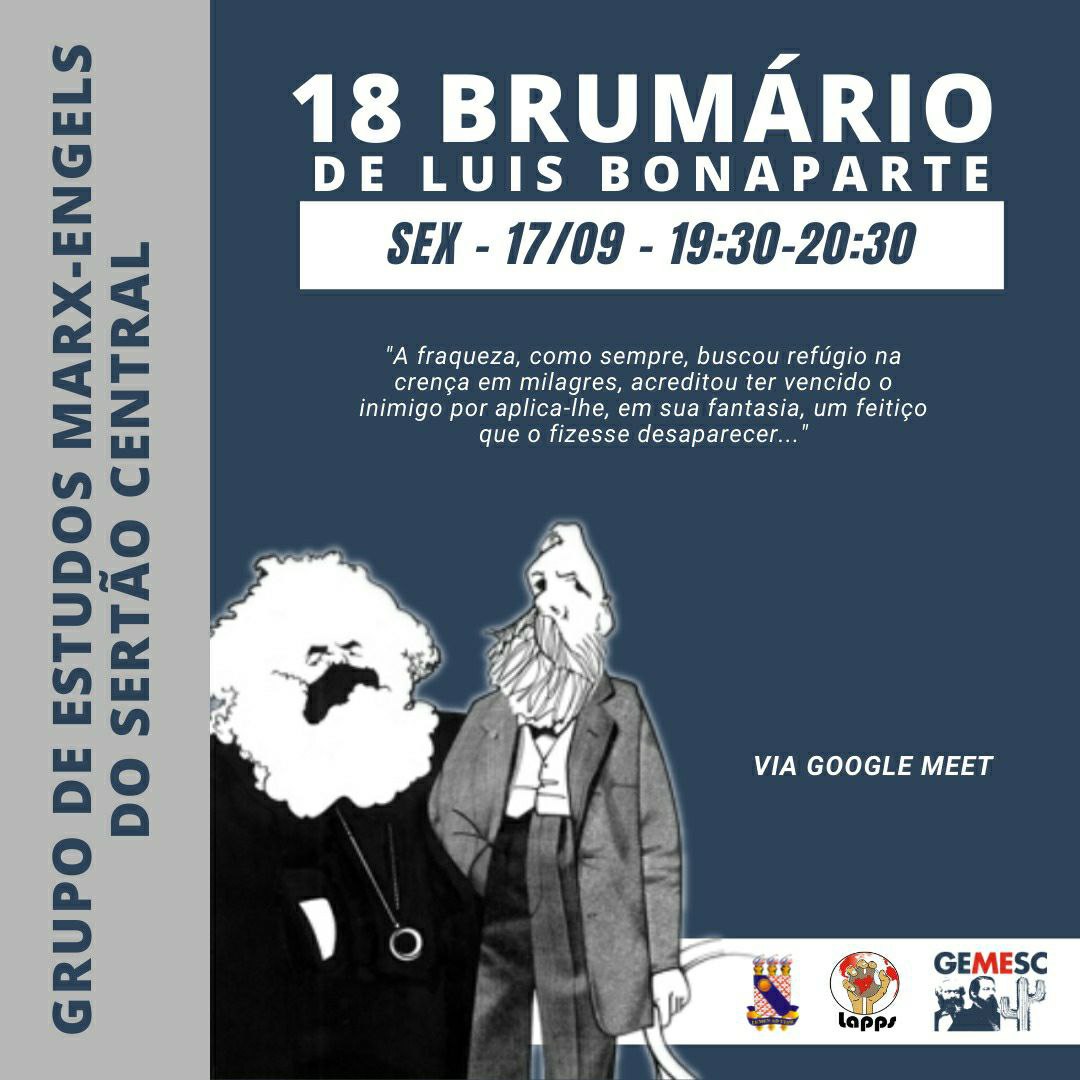 GRUPO DE ESTUDOS MARX-ENGELS
DO SERTÃO CENTRAL
18 BRUMÁRIO
DE LUIS BONAPARTE
SEX - 17/09 - 19:30-20:30
"A fraqueza, como sempre, buscou refúgio na
crença em milagres, acreditou ter vencido o
inimigo por aplica-lhe, em sua fantasia, um feitiço
que o fizesse desaparecer..."
VIA GOOGLE MEET
Lapps
GEMESC